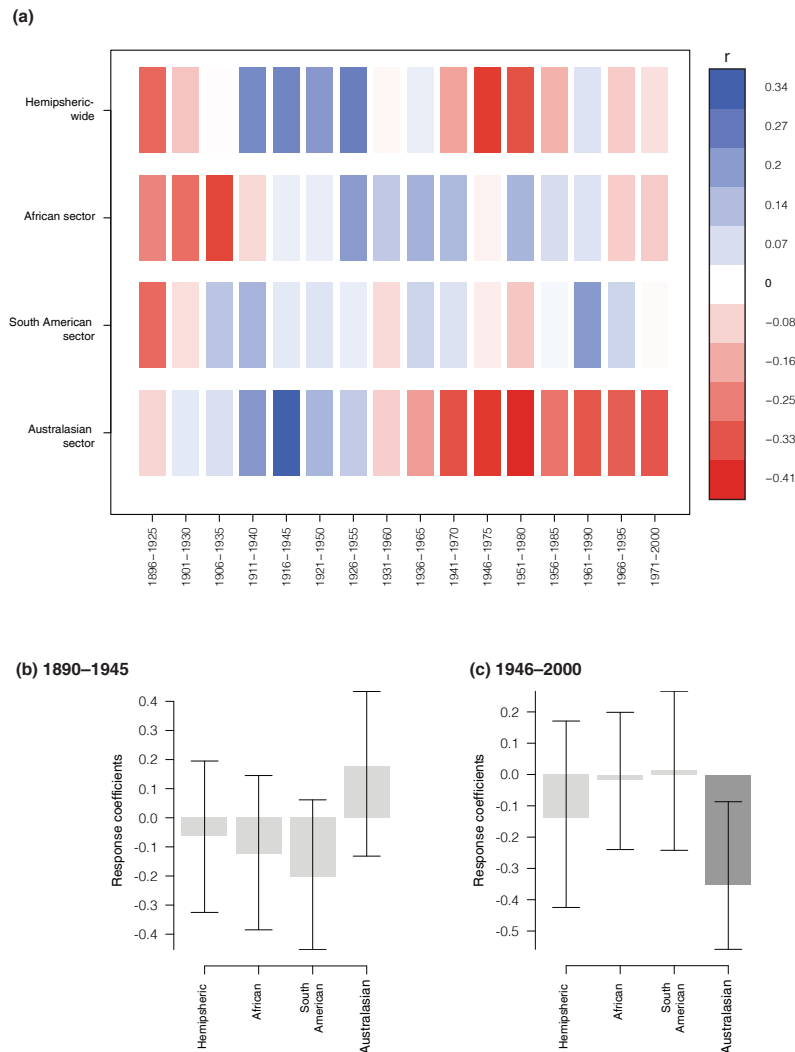 (a)
r
Hemipsheric-
wide
African sector
South American
sector
Australasian
sector
0.34
0.27
0.2
0.14
0.07
0
−0.08
−0.16
−0.25
−0.33
−0.41
1896−1925
1901−1930
1906−1935
1911−1940
1916−1945
1921−1950
1926−1955
1931−1960
1936−1965
1941−1970
1946−1975
1951−1980
1956−1985
1961−1990
1966−1995
1971−2000
(b) 1890–1945
Response coefficients
0.4
0.3
0.2
0.1
0.0
-0.1
-0.2
-0.3
-0.4
Hemipsheric
African
South
American
Australasian
(c) 1946–2000
Response coefficients
0.2
0.1
0.0
-0.1
-0.2
-0.3
-0.4
-0.5
Hemipsheric
African
South
American
Australasian